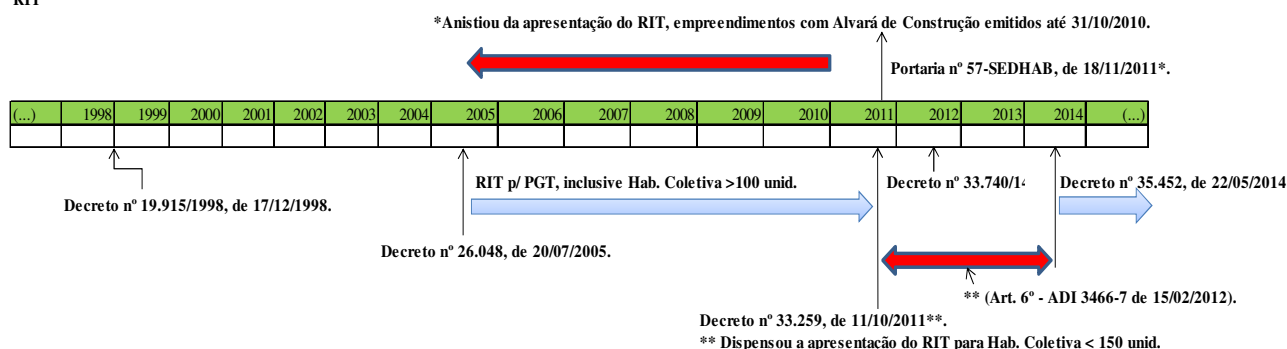 RIT
*Anistiou da apresentação do RIT, empreendimentos com Alvará de Construção emitidos até 31/10/2010.
Portaria nº 57-SEDHAB, de 18/11/2011*.
(...) 1998 1999 2000 2001 2002 2003 2004 2005 2006 2007 2008 2009 2010 2011 2012 2013 2014 (...)
RIT p/ PGT, inclusive Hab. Coletiva >100 unid.
Decreto nº 33.740/1
Decreto nº 35.452, de 22/05/2014
Decreto nº 19.915/1998, de 17/12/1998.
Decreto nº 26.048, de 20/07/2005.
** (Art. 6º - ADI 3466-7 de 15/02/2012).
Decreto nº 33.259, de 11/10/2011**.
** Dispensou a apresentação do RIT para Hab. Coletiva < 150 unid.